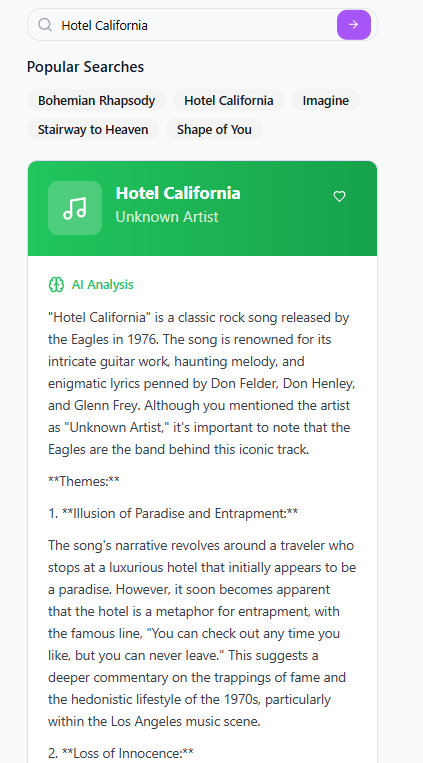 Hotel California
Popular Searches
Bohemian Rhapsody
Hotel California
Imagine
Stairway to Heaven
Shape of You
Hotel California
Unknown Artist
AI Analysis
"Hotel California" is a classic rock song released by
the Eagles in 1976. The song is renowned for its
intricate guitar work, haunting melody, and
enigmatic lyrics penned by Don Felder, Don Henley,
and Glenn Frey. Although you mentioned the artist
as "Unknown Artist," it's important to note that the
Eagles are the band behind this iconic track.
**Themes:**
1. **Illusion of Paradise and Entrapment:**
The song's narrative revolves around a traveler who
stops at a luxurious hotel that initially appears to be
a paradise. However, it soon becomes apparent
that the hotel is a metaphor for entrapment, with
the famous line, "You can check out any time you
like, but you can never leave." This suggests a
deeper commentary on the trappings of fame and
the hedonistic lifestyle of the 1970s, particularly
within the Los Angeles music scene.
2. **Loss of Innocence:**